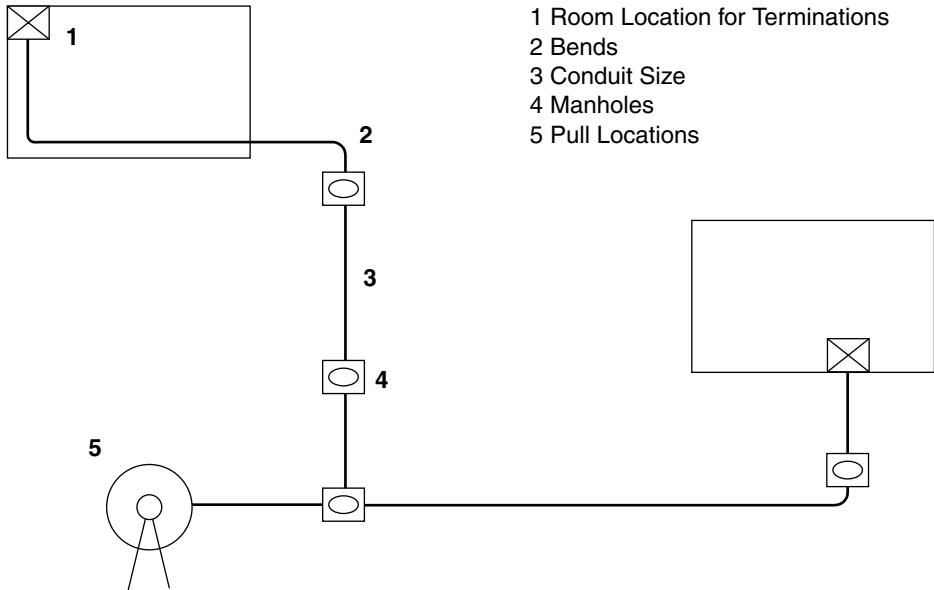 1 Room Location for Terminations
2 Bends
3 Conduit Size
4 Manholes
5 Pull Locations
1
2
3
4
5